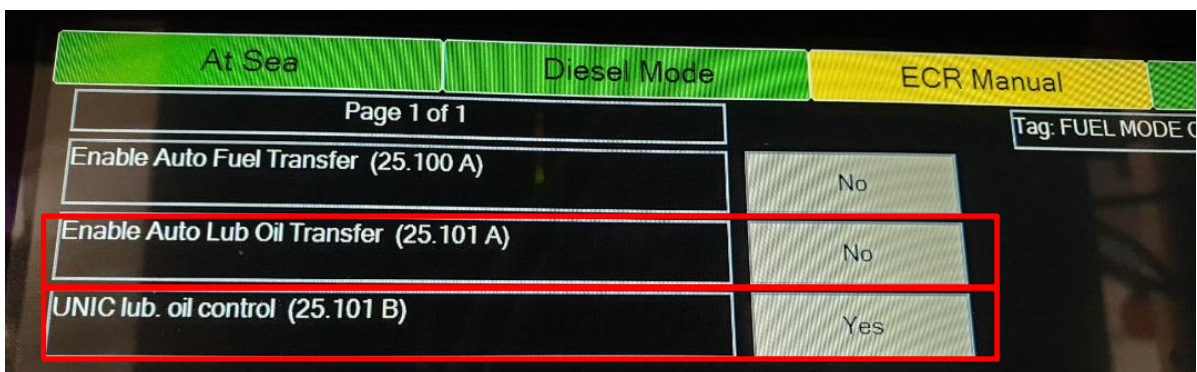 At Sea
Diesel Mode
ECR Manual
Page 1 of 1
Tag: FUEL MODE
Enable Auto Fuel Transfer (25.100 A)
No
Enable Auto Lub Oil Transfer (25.101 A)
No
UNIC lub. oil control (25.101 B)
Yes